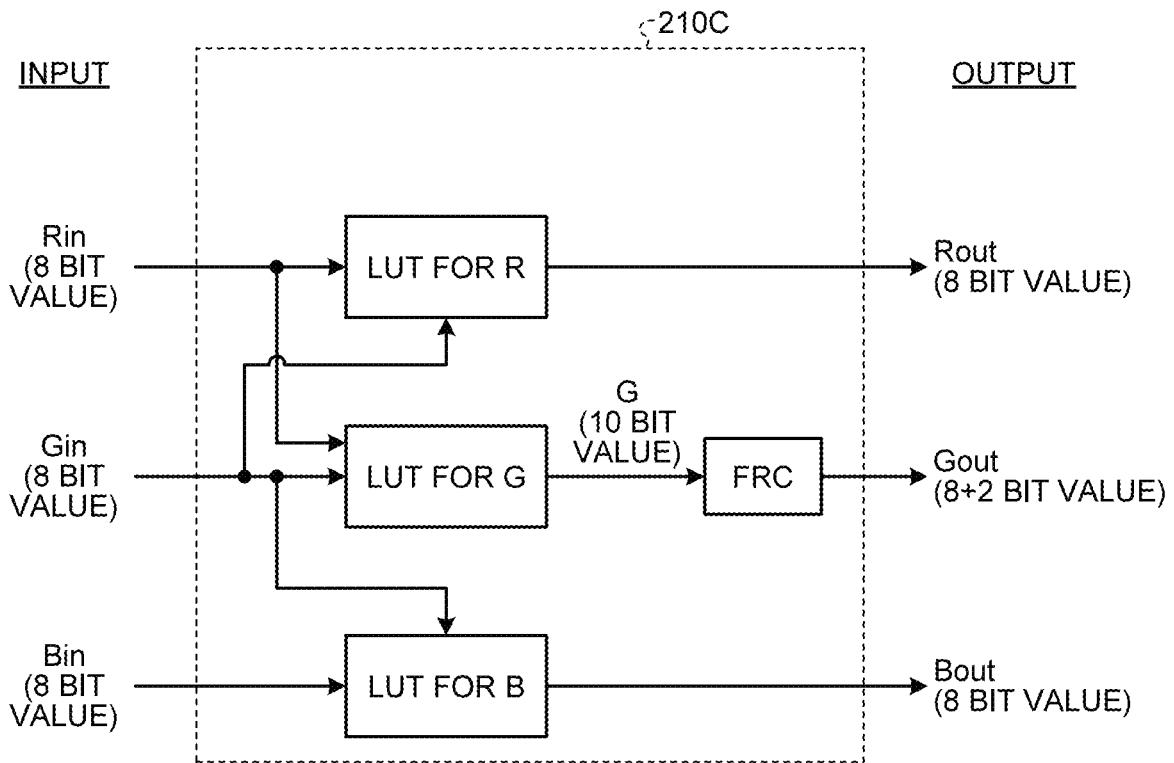 210C
INPUT
OUTPUT
Rin
(8 BIT
VALUE)
LUT FOR R
Rout
(8 BIT VALUE)
Gin
(8 BIT
VALUE)
LUT FOR G
G
(10 BIT
VALUE)
FRC
Gout
(8+2 BIT VALUE)
Bin
(8 BIT
VALUE)
LUT FOR B
Bout
(8 BIT VALUE)